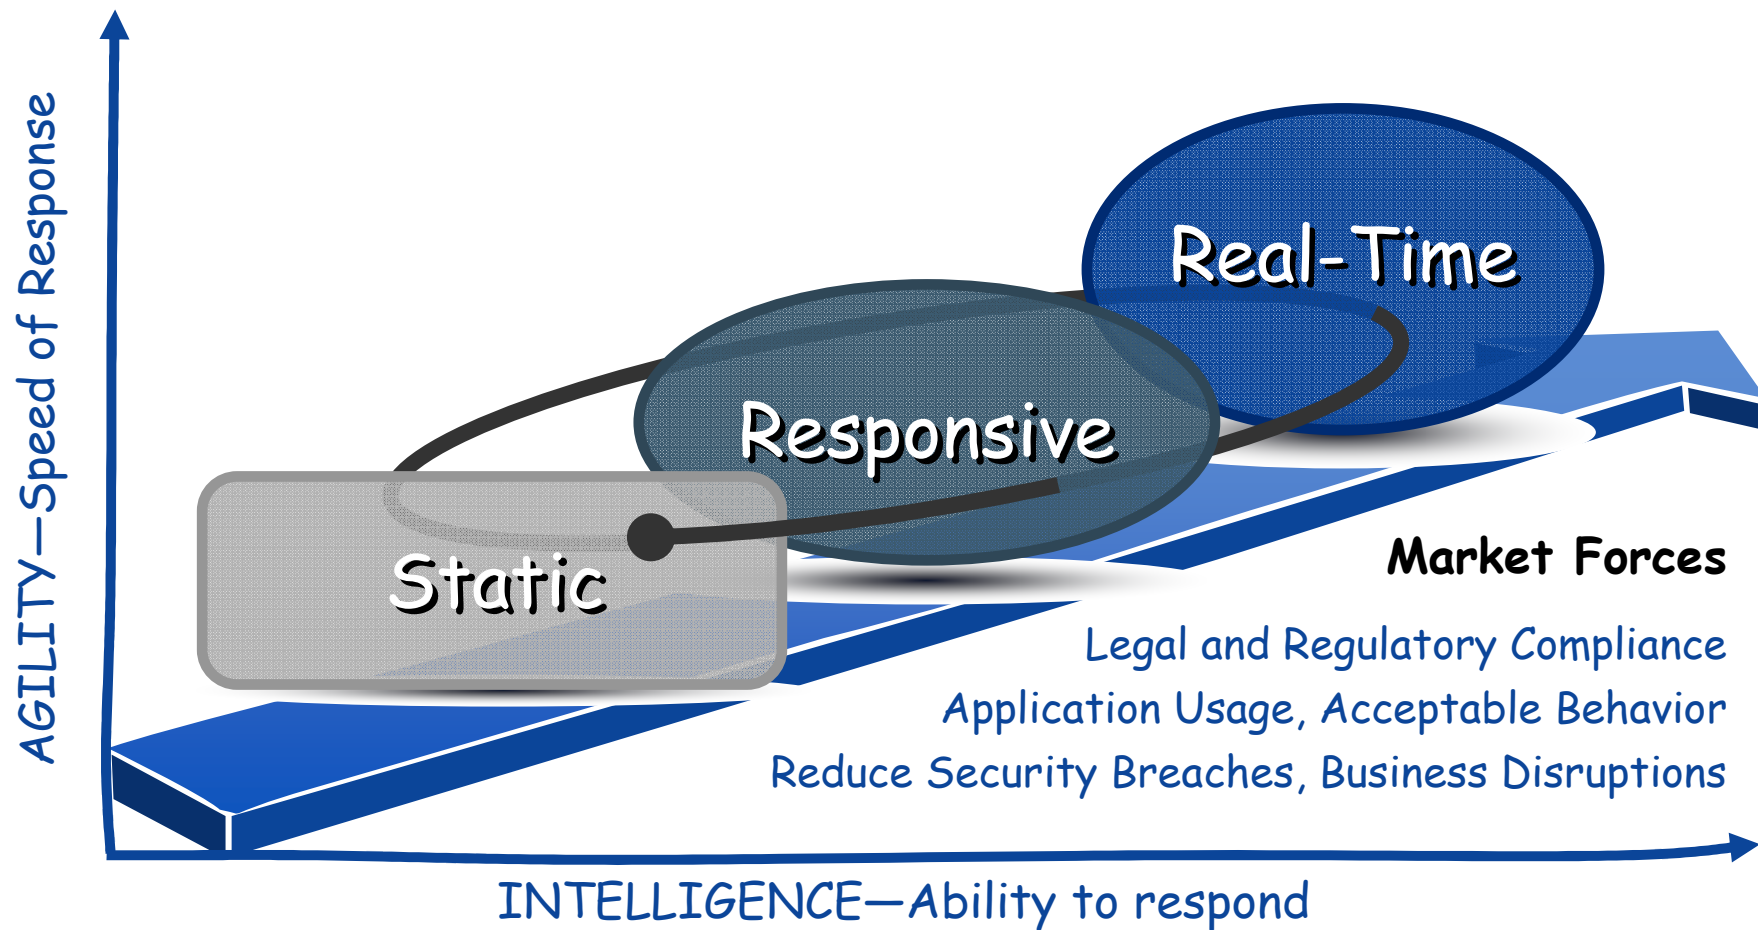 AGILITY—Speed of Response
Real-Time
Responsive
Static
Market Forces
Legal and Regulatory Compliance
Application Usage, Acceptable Behavior
Reduce Security Breaches, Business Disruptions
INTELLIGENCE—Ability to respond